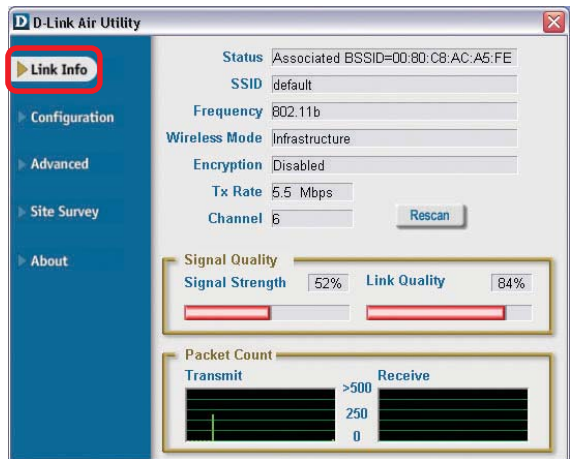 D D-Link Air Utility
Link Info
Configuration
Advanced
Site Survey
About
Status Associated BSSID=00:80:C8:AC:A5:FE
SSID default
Frequency 802.11b
Wireless Mode Infrastructure
Encryption Disabled
Tx Rate 5.5 Mbps
Channel 6
Rescan
Signal Quality
Signal Strength 52% Link Quality 84%
Packet Count
Transmit Receive
>500
250
0